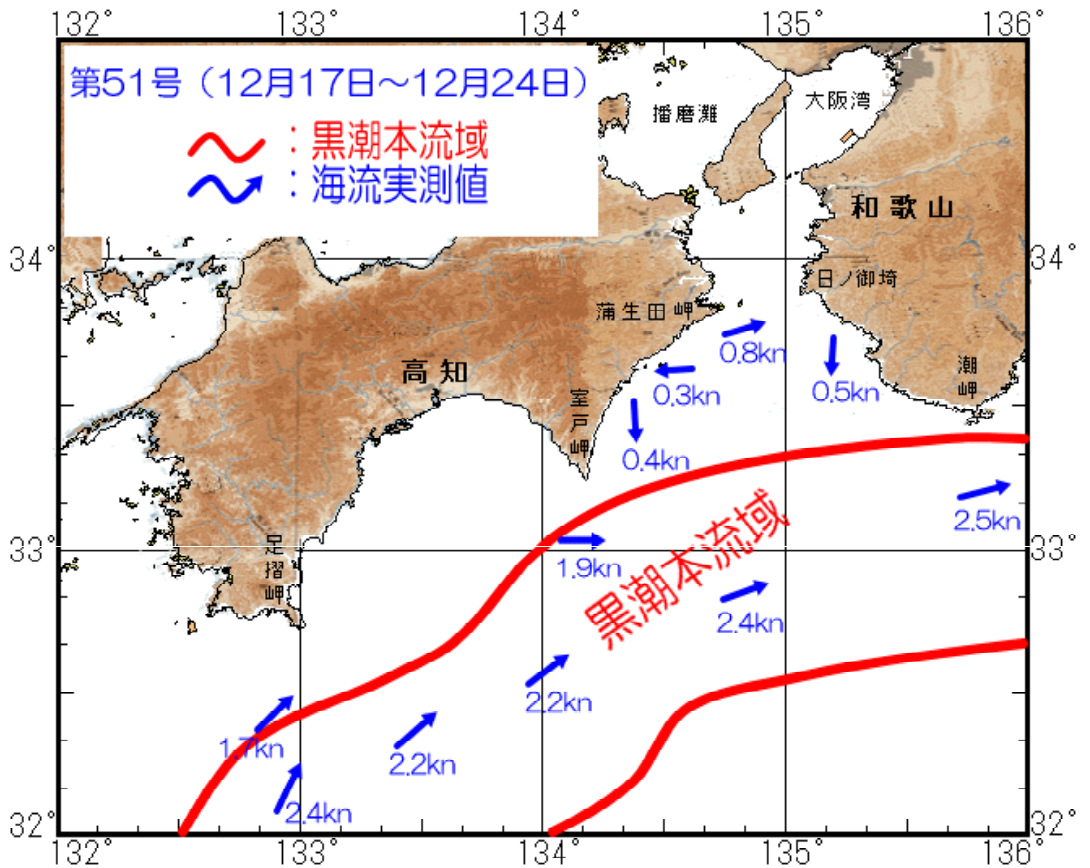 132° 133° 134° 135° 136°
第51号（12月17日～12月24日）
：黒潮本流域
：海流実測値
播磨灘
大阪湾
和歌山
34° 34°
日ノ御埼
蒲生田岬
0.8kn
高知
0.3kn
0.5kn
潮岬
室戸岬
0.4kn
2.5kn
33° 33°
足摺岬
1.9kn
黒潮本流域
2.4kn
2.2kn
1.7kn
2.2kn
2.4kn
32° 32°
132° 133° 134° 135° 136°